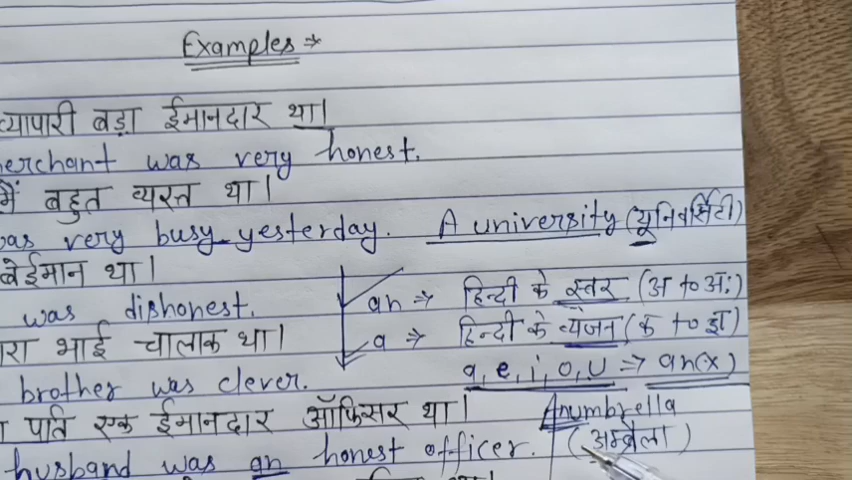 Examples ⇒
व्यापारी बड़ा ईमानदार था।
merchant was very honest.
में बहुत व्यस्त था।
was very busy yesterday. A university (यूनिवर्सिटी)
बेईमान था।
was dishonest.
an ⇒ हिन्दी के स्वर (अ to अः)
भाई चालाक था।
a ⇒ हिन्दी के व्यंजन (क to ज्ञ)
brother was clever.
a, e, i, o, u ⇒ an (x)
पति एक ईमानदार ऑफिसर था।
An umbrella
husband was an honest officer.
(अम्ब्रैला)